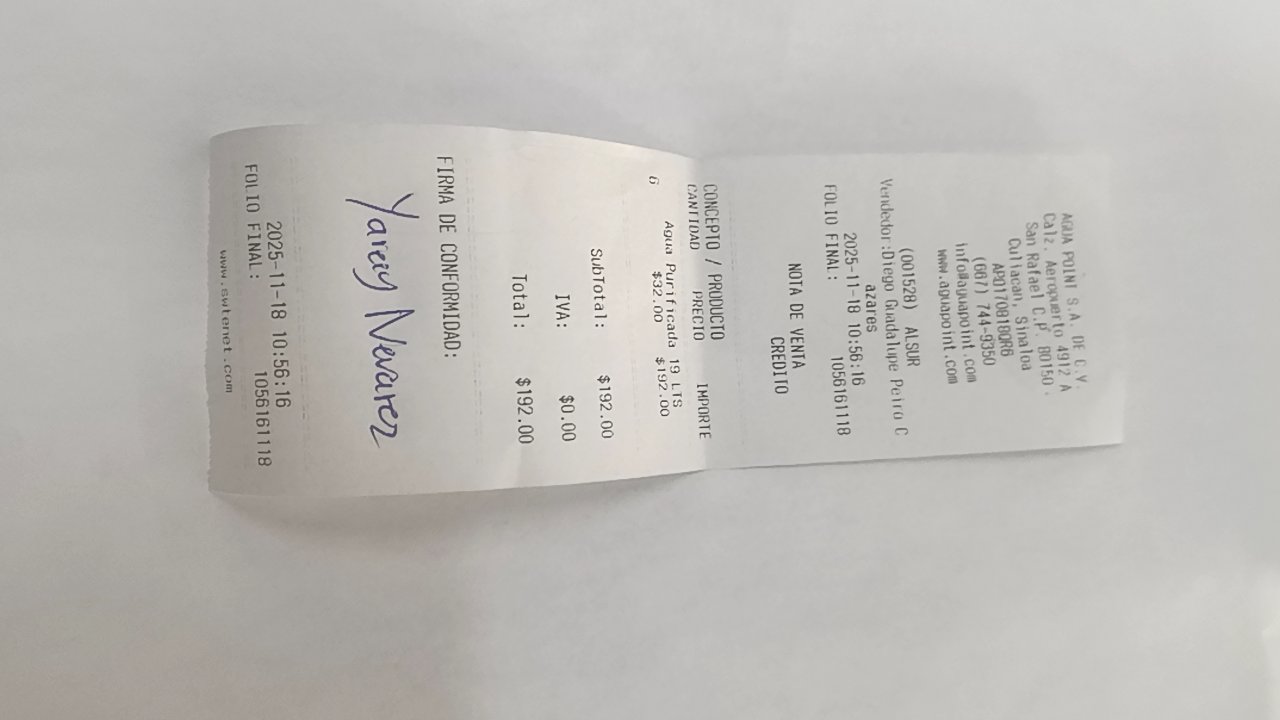 AGUA POINT S.A. DE C.V.
Calz. Aeropuerto 4912 A
San Rafael C.P. 80150.
Culiacan, Sinaloa
APO170818QR6
(667) 744-9350
info@aguapoint.com
www.aguapoint.com
(001528) ALSUR
Vendedor:Diego Guadalupe Peiro C
azares
2025-11-18 10:56:16
FOLIO FINAL: 1056161118
NOTA DE VENTA
CREDITO
CONCEPTO / PRODUCTO
CANTIDAD PRECIO IMPORTE
Agua Purificada 19 LTS
6 $32.00 $192.00
SubTotal: $192.00
IVA: $0.00
Total: $192.00
FIRMA DE CONFORMIDAD:
Yareiy Nevarez
2025-11-18 10:56:16
FOLIO FINAL: 1056161118
www.swtenet.com